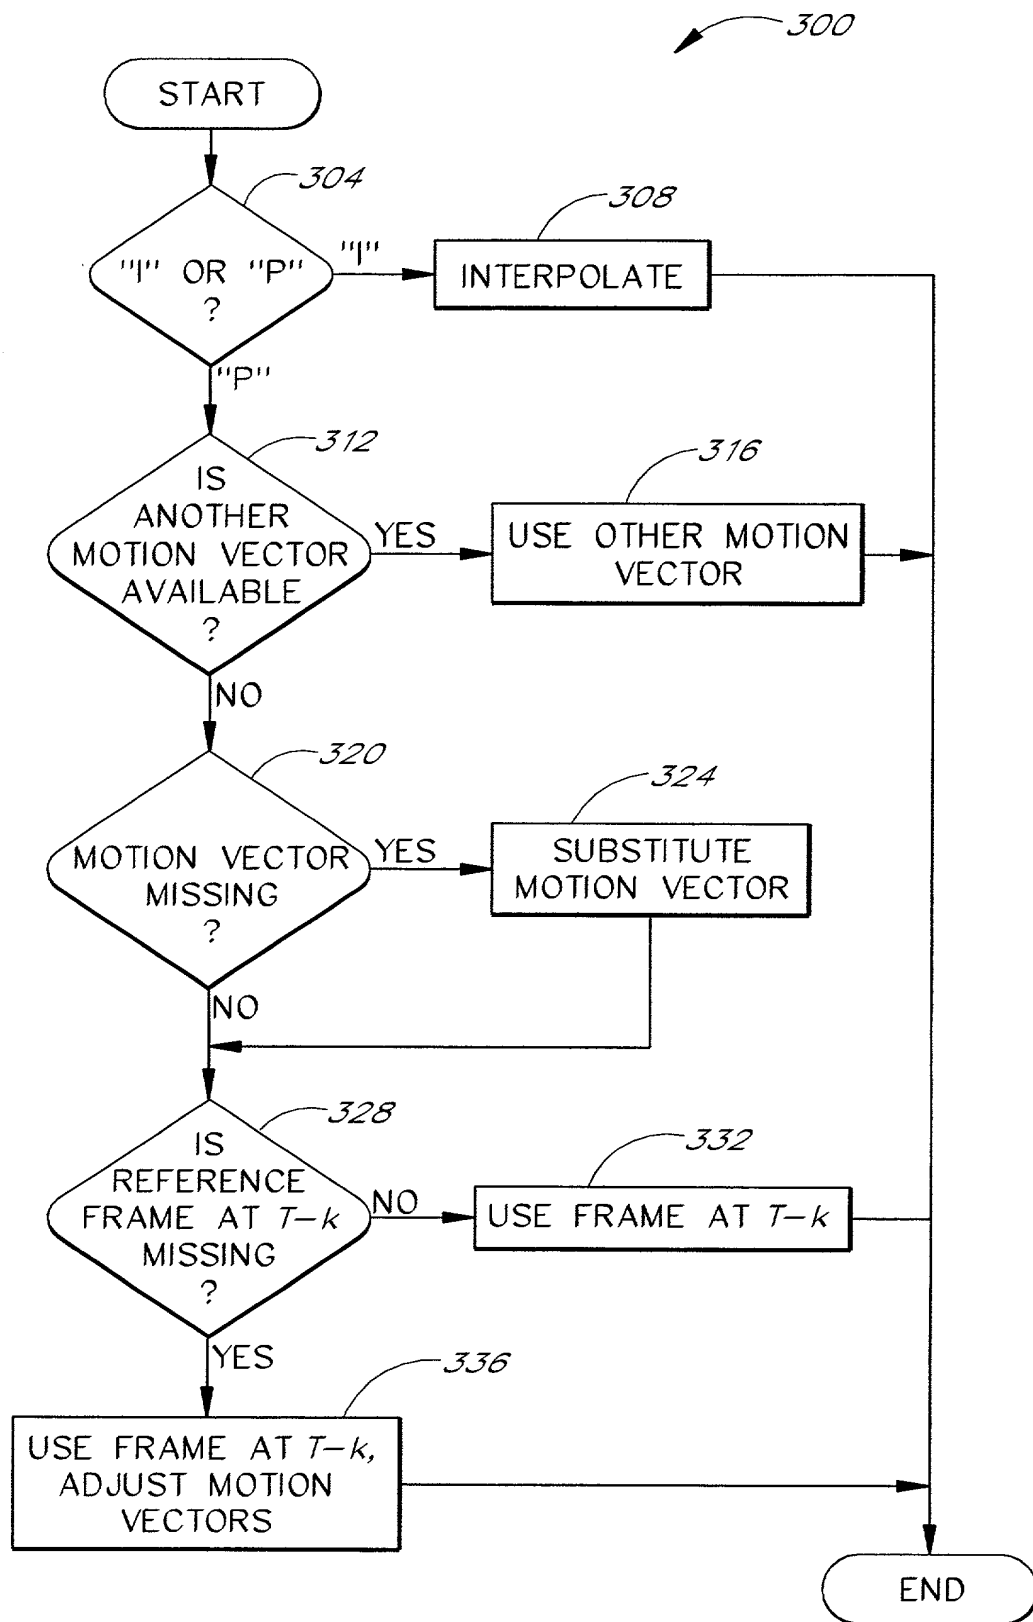 300
START
304
"I" OR "P"
?
"I"
308
INTERPOLATE
"P"
312
IS
ANOTHER
MOTION VECTOR
AVAILABLE
?
YES
316
USE OTHER MOTION
VECTOR
NO
320
MOTION VECTOR
MISSING
?
YES
324
SUBSTITUTE
MOTION VECTOR
NO
328
IS
REFERENCE
FRAME AT T-k
MISSING
?
NO
332
USE FRAME AT T-k
YES
336
USE FRAME AT T-k,
ADJUST MOTION
VECTORS
END